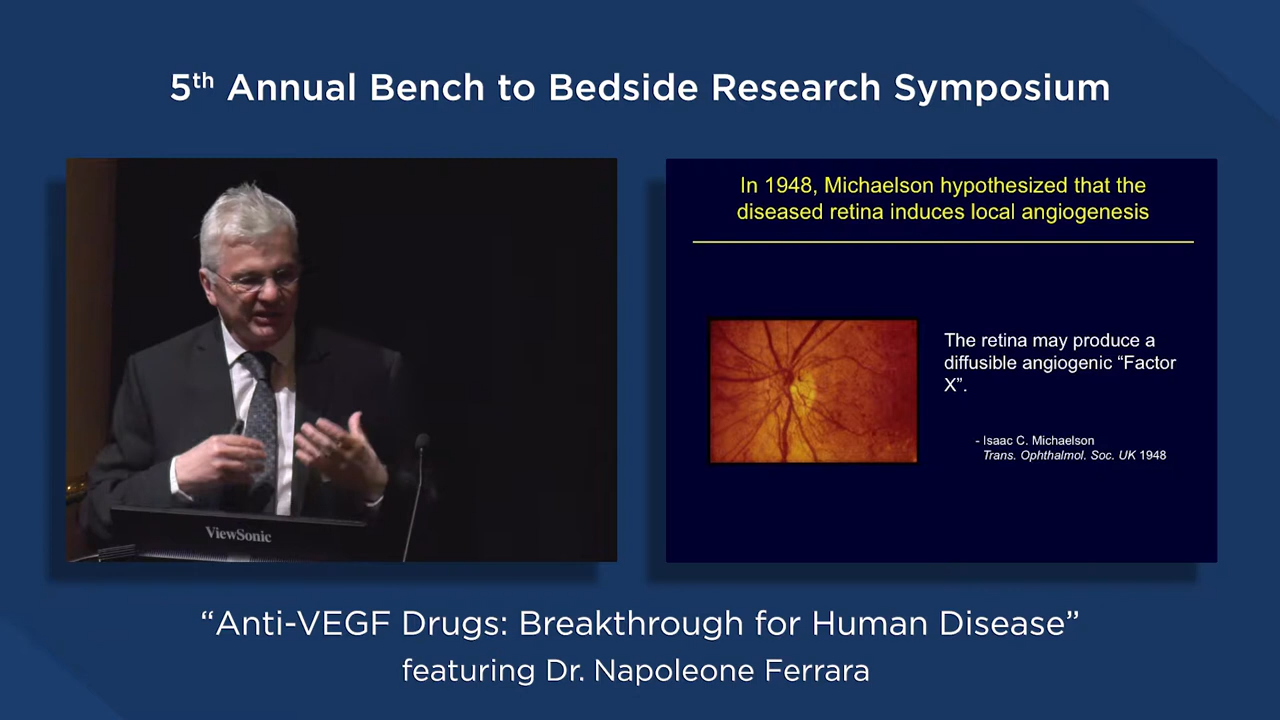 5th Annual Bench to Bedside Research Symposium
In 1948, Michaelson hypothesized that the
diseased retina induces local angiogenesis
The retina may produce a
diffusible angiogenic “Factor
X”.
- Isaac C. Michaelson
Trans. Ophthalmol. Soc. UK 1948
ViewSonic
“Anti-VEGF Drugs: Breakthrough for Human Disease”
featuring Dr. Napoleone Ferrara